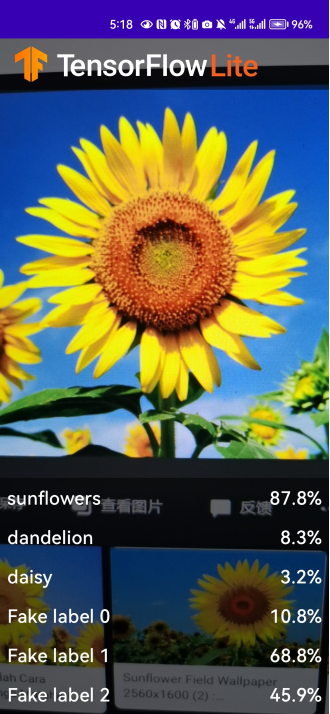 5:18
96%
TensorFlow Lite
sunflowers 87.8%
查看图片
反馈
dandelion 8.3%
daisy 3.2%
Fake label 0 10.8%
Fake label 1 68.8%
lah Cara
Sunflower Field Wallpaper
2560x1600 (2) :...
Fake label 2 45.9%